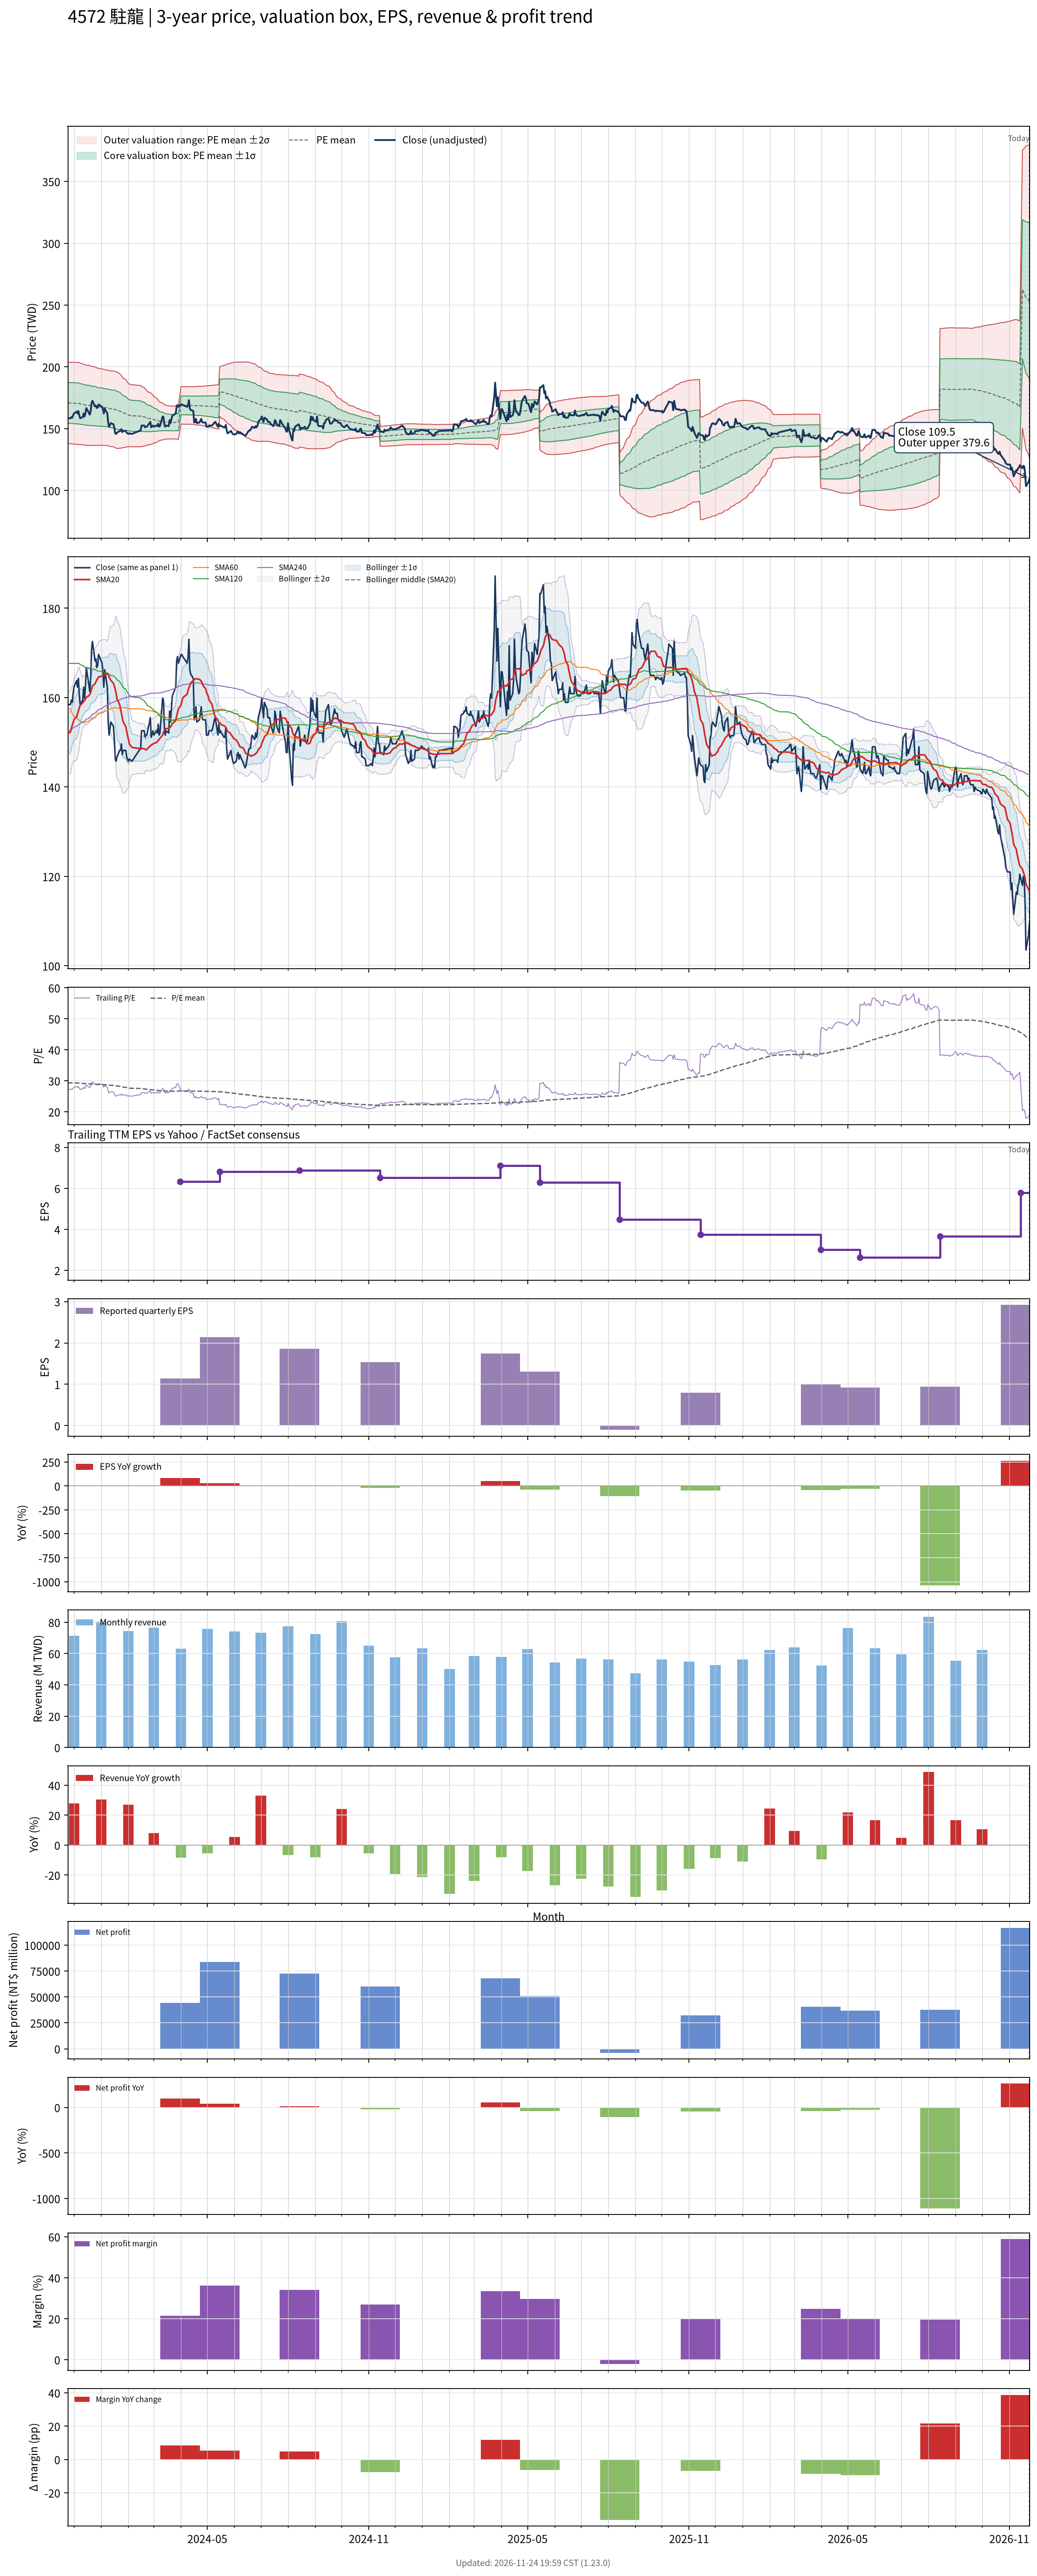 4572 駐龍 | 3-year price, valuation box, EPS, revenue & profit trend
Outer valuation range: PE mean ±2σ
Core valuation box: PE mean ±1σ
PE mean
Close (unadjusted)
Today
350
300
250
200
150
100
Price (TWD)
Close 109.5
Outer upper 379.6
Close (same as panel 1)
SMA20
SMA60
SMA120
SMA240
Bollinger ±2σ
Bollinger ±1σ
Bollinger middle (SMA20)
180
160
140
120
100
Price
60
50
40
30
20
P/E
Trailing P/E
P/E mean
Trailing TTM EPS vs Yahoo / FactSet consensus
Today
8
6
4
2
EPS
3
2
1
0
EPS
Reported quarterly EPS
250
0
-250
-500
-750
-1000
YoY (%)
EPS YoY growth
80
60
40
20
0
Revenue (M TWD)
Monthly revenue
40
20
0
-20
YoY (%)
Revenue YoY growth
Month
100000
75000
50000
25000
0
Net profit (NT$ million)
Net profit
0
-500
-1000
YoY (%)
Net profit YoY
60
40
20
0
Margin (%)
Net profit margin
40
20
0
-20
Δ margin (pp)
Margin YoY change
2024-05
2024-11
2025-05
2025-11
2026-05
2026-11
Updated: 2026-11-24 19:59 CST (1.23.0)